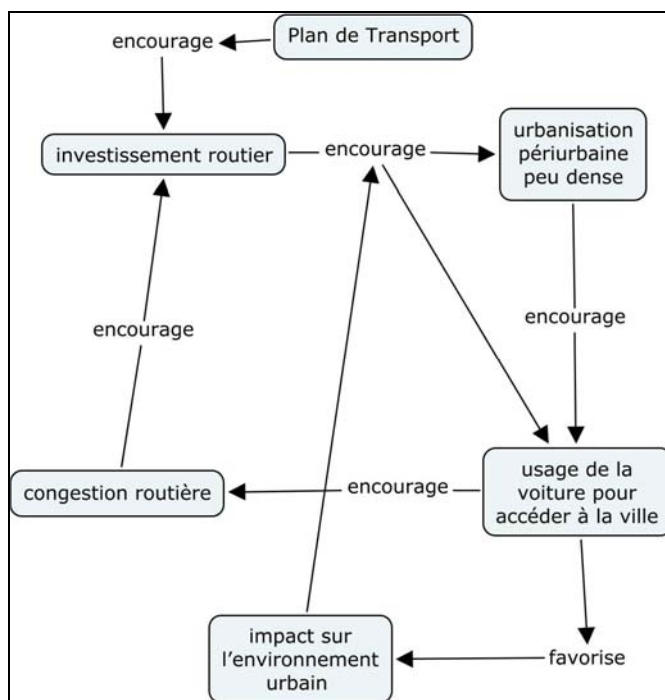 Plan de Transport
encourage
investissement routier
encourage
urbanisation
périurbaine
peu dense
encourage
encourage
congestion routière
encourage
usage de la
voiture pour
accéder à la ville
impact sur
l'environnement
urbain
favorise